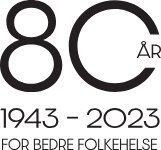 80 ÅR
1943 – 2023
FOR BEDRE FOLKEHELSE